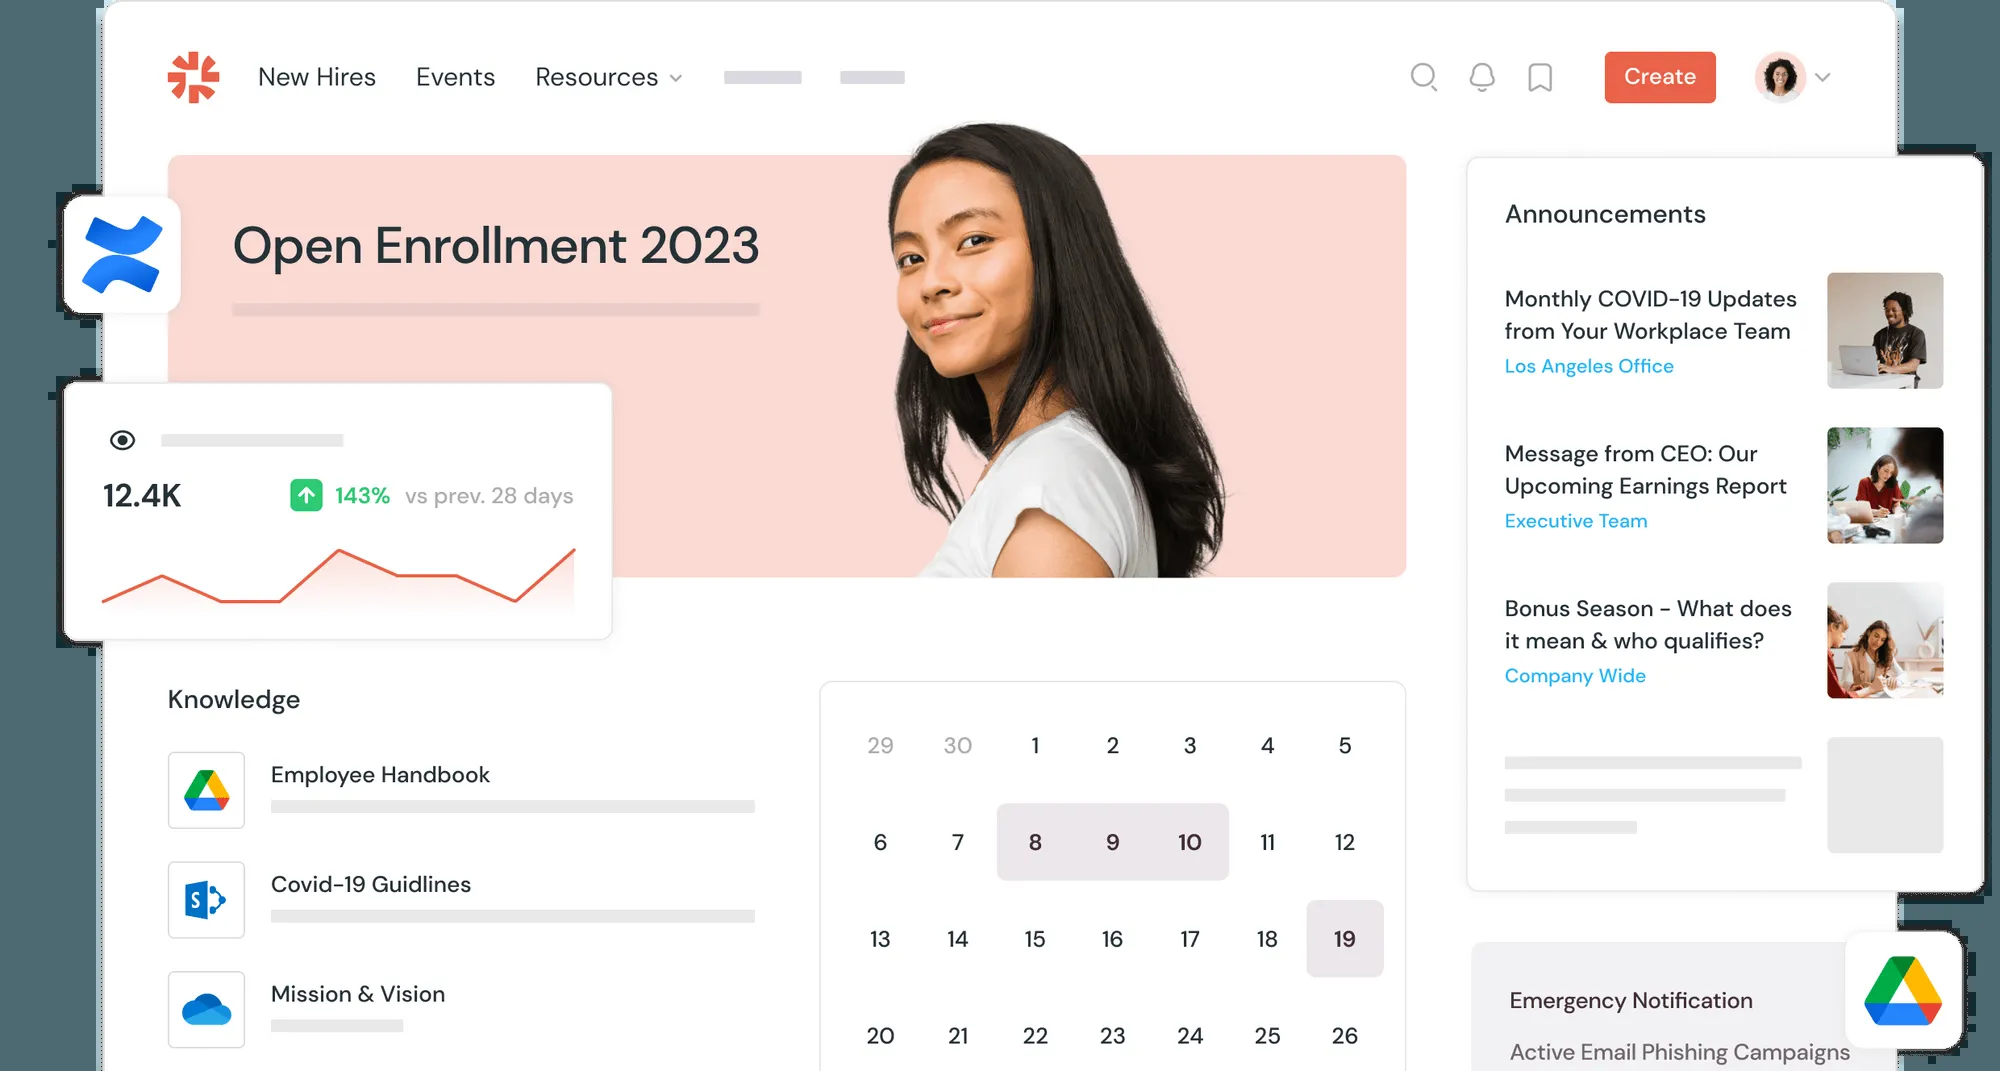 New Hires
Events
Resources
Create
Open Enrollment 2023
12.4K
143% vs prev. 28 days
Announcements
Monthly COVID-19 Updates
from Your Workplace Team
Los Angeles Office
Message from CEO: Our
Upcoming Earnings Report
Executive Team
Bonus Season - What does
it mean & who qualifies?
Company Wide
Knowledge
Employee Handbook
S
Covid-19 Guidlines
Mission & Vision
29 30 1 2 3 4 5
6 7 8 9 10 11 12
13 14 15 16 17 18 19
20 21 22 23 24 25 26
Emergency Notification
Active Email Phishing Campaigns